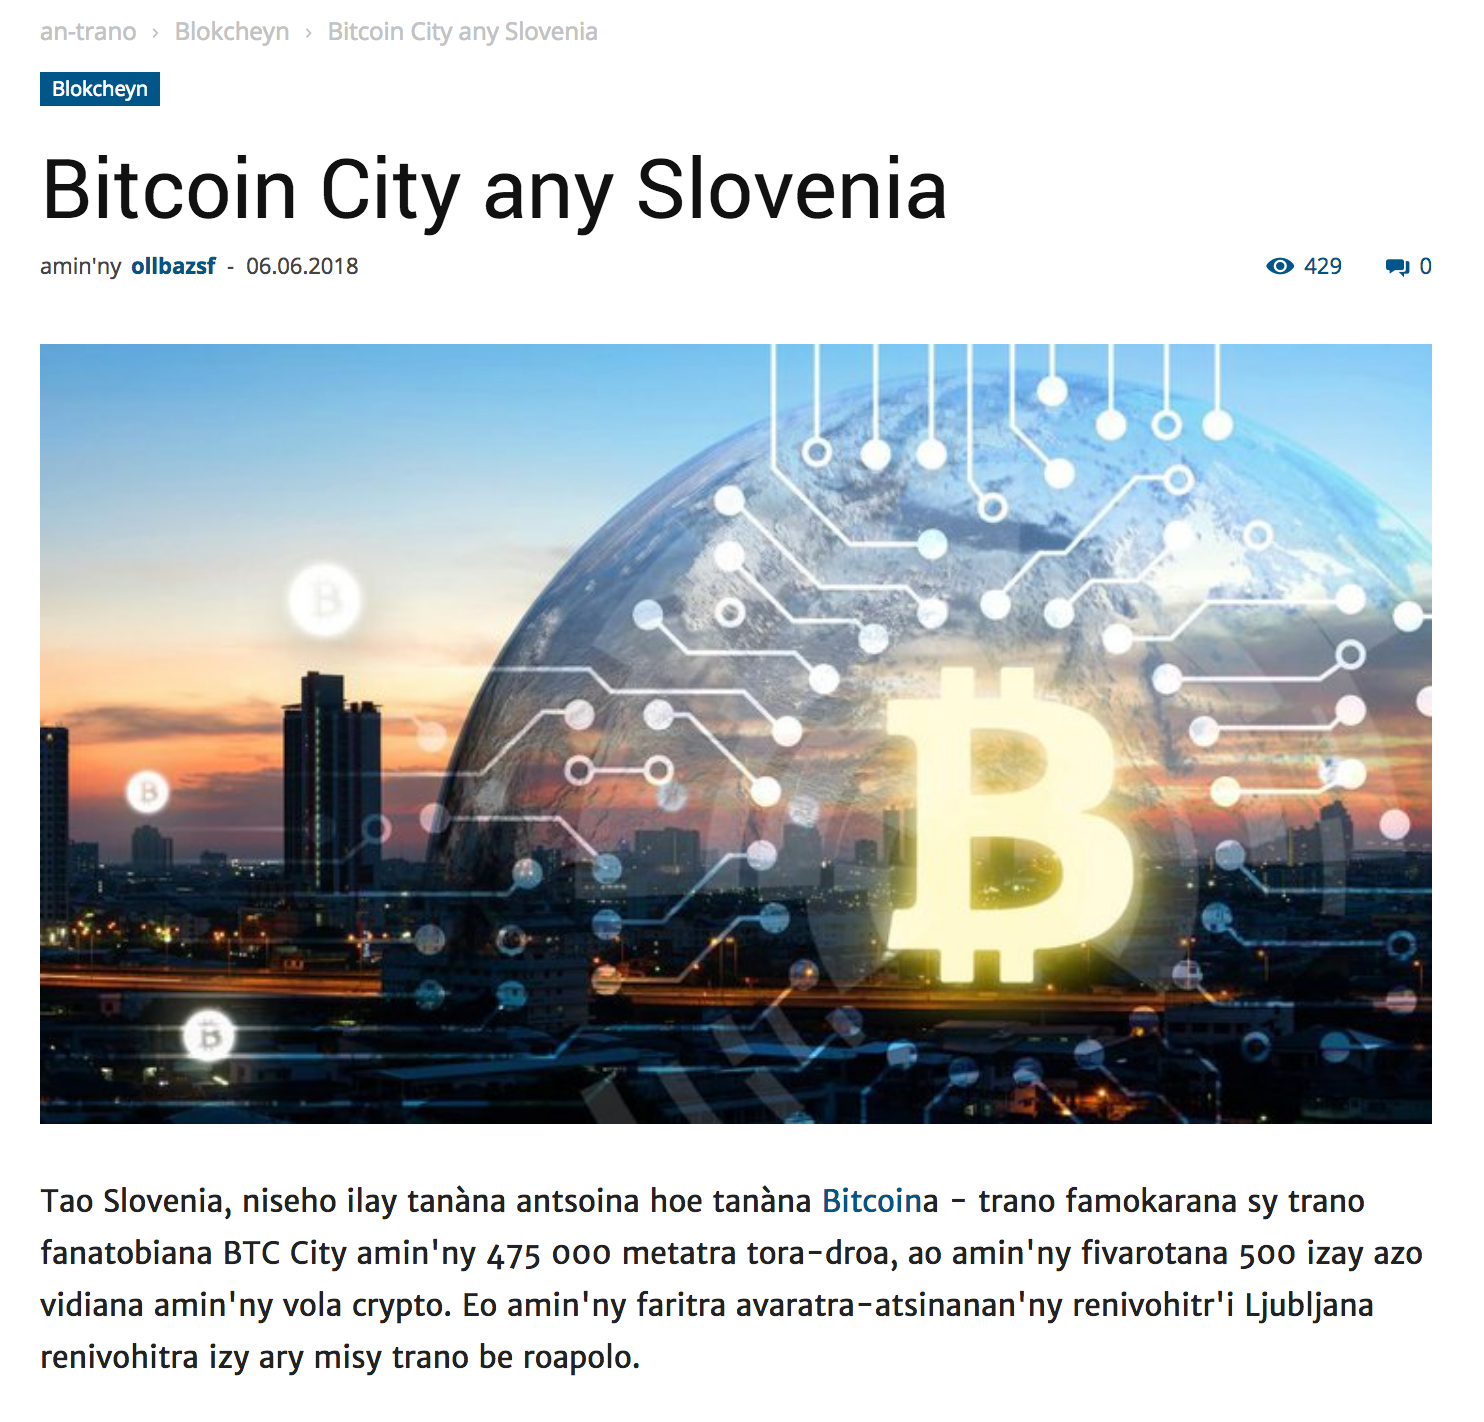 an-trano › Blokcheyn › Bitcoin City any Slovenia
Blokcheyn
Bitcoin City any Slovenia
amin'ny ollbazsf - 06.06.2018 429 0
Tao Slovenia, niseho ilay tanàna antsoina hoe tanàna Bitcoina - trano famokarana sy trano
fanatobiana BTC City amin'ny 475 000 metatra tora-droa, ao amin'ny fivarotana 500 izay azo
vidiana amin'ny vola crypto. Eo amin'ny faritra avaratra-atsinanan'ny renivohitr'i Ljubljana
renivohitra izy ary misy trano be roapolo.